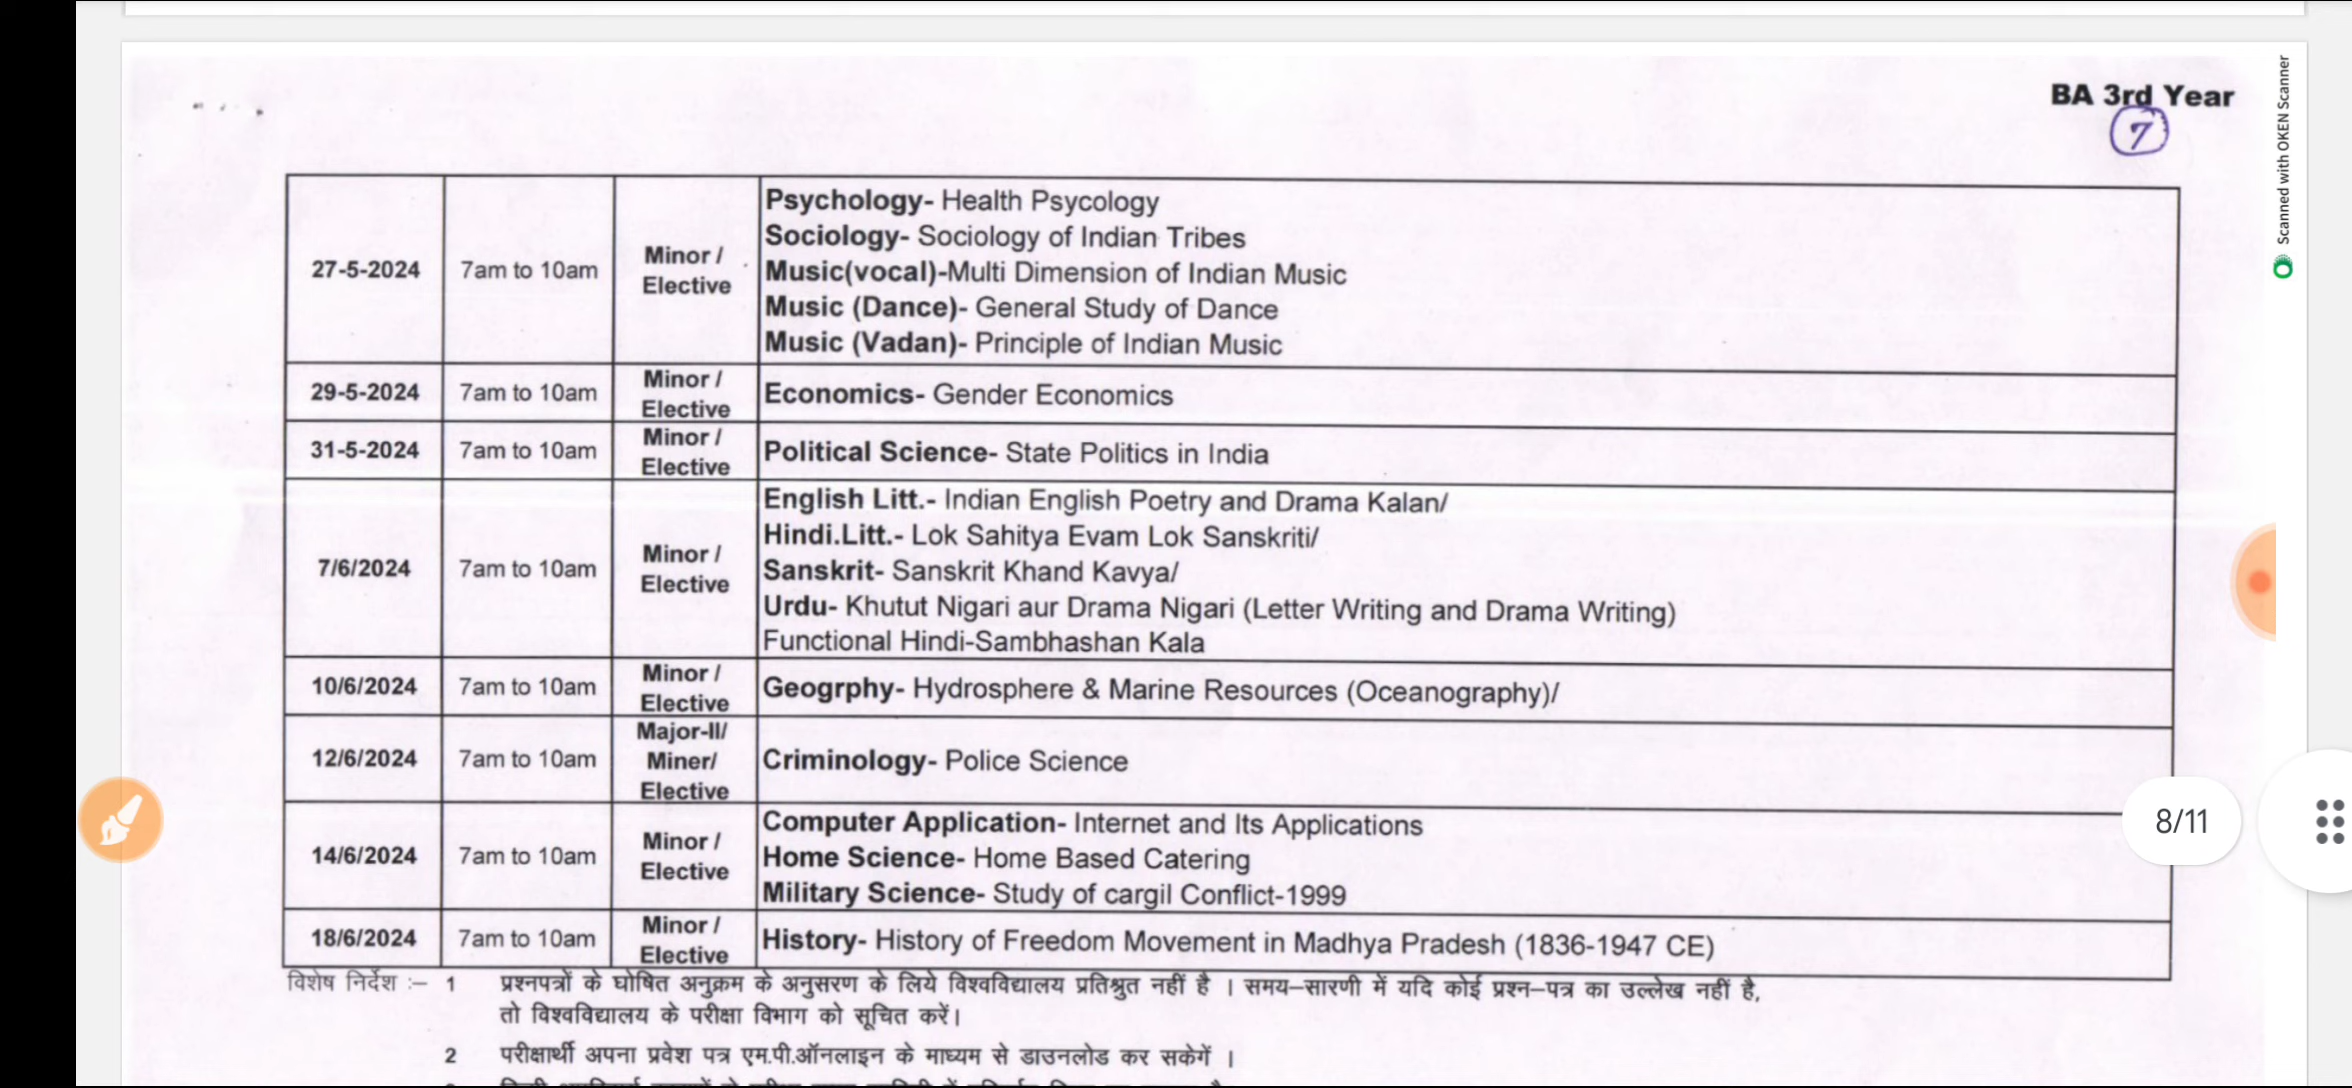 BA 3rd Year
7
Scanned with OKEN Scanner
27-5-2024 7am to 10am Minor / Elective
Psychology- Health Psycology
Sociology- Sociology of Indian Tribes
Music(vocal)-Multi Dimension of Indian Music
Music (Dance)- General Study of Dance
Music (Vadan)- Principle of Indian Music
29-5-2024 7am to 10am Minor / Elective Economics- Gender Economics
31-5-2024 7am to 10am Minor / Elective Political Science- State Politics in India
7/6/2024 7am to 10am Minor / Elective
English Litt.- Indian English Poetry and Drama Kalan/
Hindi.Litt.- Lok Sahitya Evam Lok Sanskriti/
Sanskrit- Sanskrit Khand Kavya/
Urdu- Khutut Nigari aur Drama Nigari (Letter Writing and Drama Writing)
Functional Hindi-Sambhashan Kala
10/6/2024 7am to 10am Minor / Elective Geogrphy- Hydrosphere & Marine Resources (Oceanography)/
12/6/2024 7am to 10am Major-II/ Miner/ Elective Criminology- Police Science
14/6/2024 7am to 10am Minor / Elective
Computer Application- Internet and Its Applications
Home Science- Home Based Catering
Military Science- Study of cargil Conflict-1999
18/6/2024 7am to 10am Minor / Elective History- History of Freedom Movement in Madhya Pradesh (1836-1947 CE)
8/11
विशेष निर्देश :– 1 प्रश्नपत्रों के घोषित अनुक्रम के अनुसरण के लिये विश्वविद्यालय प्रतिश्रुत नहीं है । समय–सारणी में यदि कोई प्रश्न–पत्र का उल्लेख नहीं है,
तो विश्वविद्यालय के परीक्षा विभाग को सूचित करें।
2 परीक्षार्थी अपना प्रवेश पत्र एम.पी.ऑनलाइन के माध्यम से डाउनलोड कर सकेगें ।